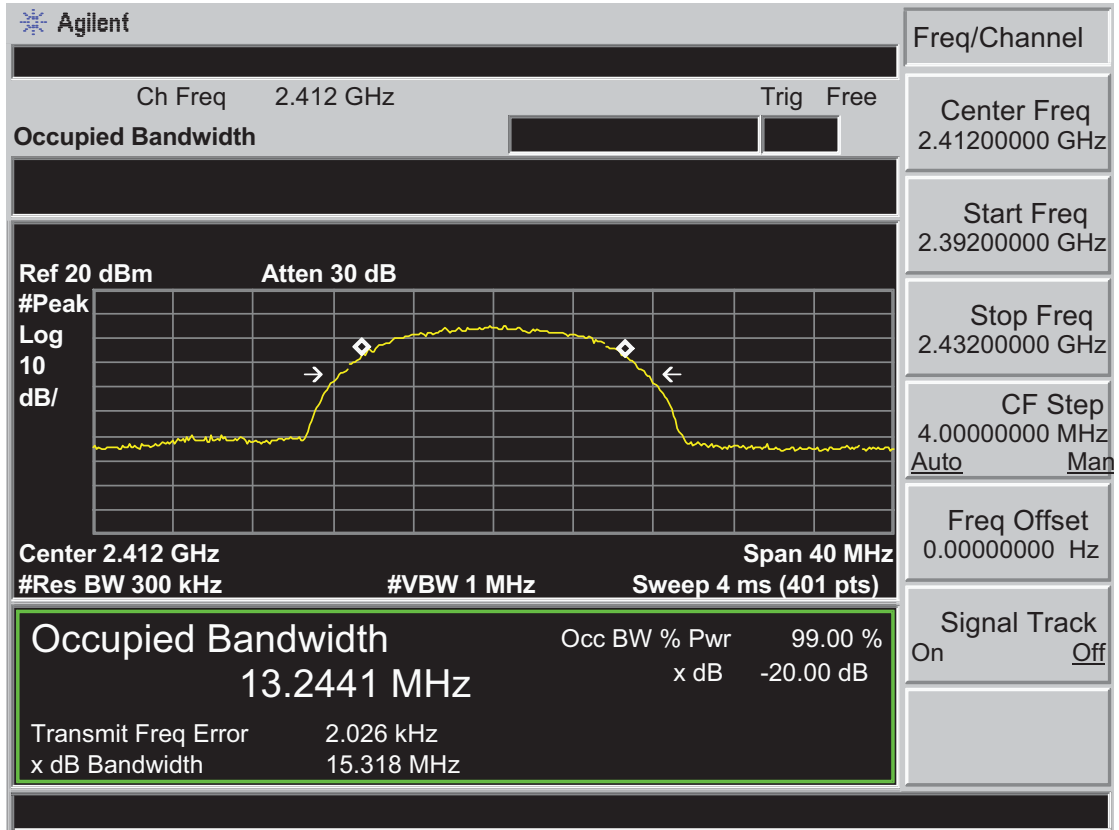 Agilent
Freq/Channel
Ch Freq 2.412 GHz Trig Free
Occupied Bandwidth
Center Freq
2.41200000 GHz
Start Freq
2.39200000 GHz
Stop Freq
2.43200000 GHz
CF Step
4.00000000 MHz
Auto Man
Freq Offset
0.00000000 Hz
Signal Track
On Off
Ref 20 dBm Atten 30 dB
#Peak
Log
10
dB/
Center 2.412 GHz Span 40 MHz
#Res BW 300 kHz #VBW 1 MHz Sweep 4 ms (401 pts)
Occupied Bandwidth
13.2441 MHz
Occ BW % Pwr 99.00 %
x dB -20.00 dB
Transmit Freq Error 2.026 kHz
x dB Bandwidth 15.318 MHz